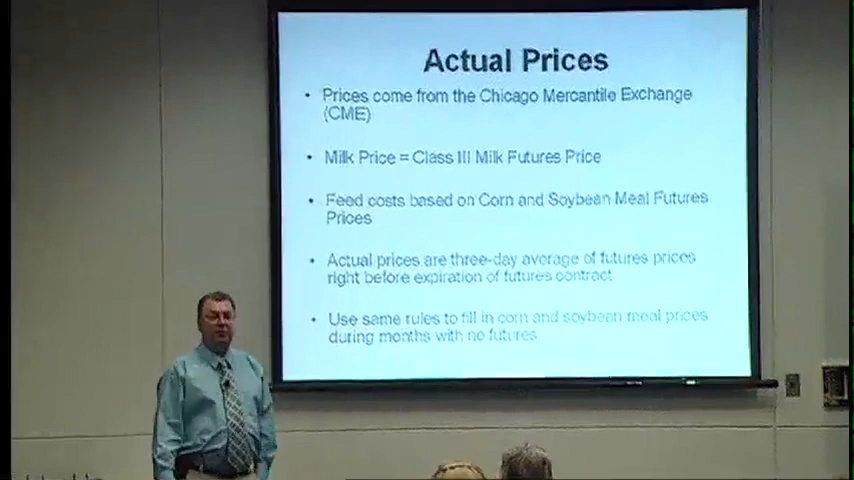 Actual Prices
• Prices come from the Chicago Mercantile Exchange
(CME)
• Milk Price = Class III Milk Futures Price
• Feed costs based on Corn and Soybean Meal Futures
Prices
• Actual prices are three-day average of futures prices
right before expiration of futures contract
• Use same rules to fill in corn and soybean meal prices
during months with no futures